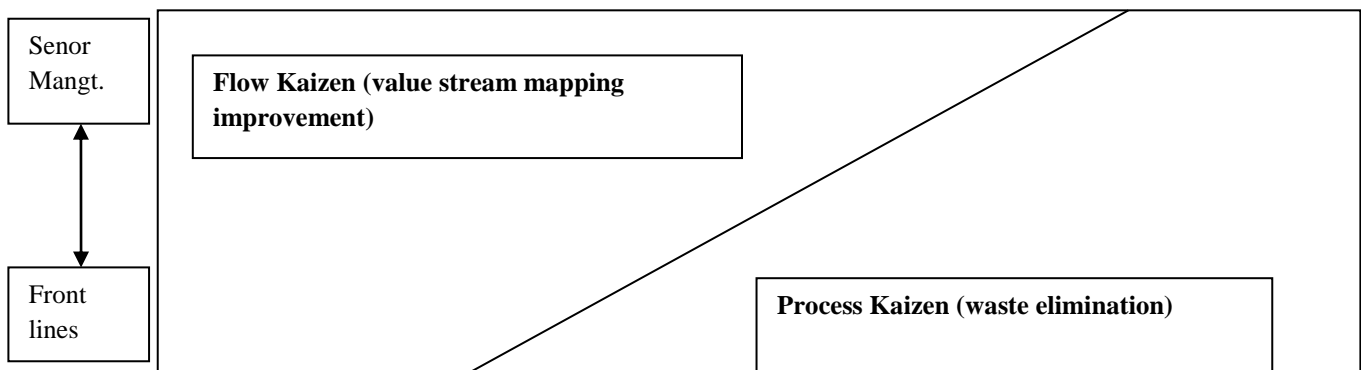 Senor
Mangt.
Flow Kaizen (value stream mapping
improvement)
Front
lines
Process Kaizen (waste elimination)